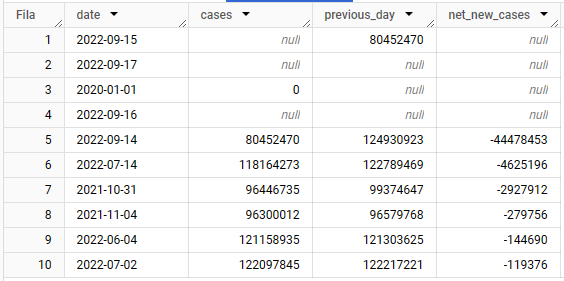 Fila date cases previous_day net_new_cases
1 2022-09-15 null 80452470 null
2 2022-09-17 null null null
3 2020-01-01 0 null null
4 2022-09-16 null null null
5 2022-09-14 80452470 124930923 -44478453
6 2022-07-14 118164273 122789469 -4625196
7 2021-10-31 96446735 99374647 -2927912
8 2021-11-04 96300012 96579768 -279756
9 2022-06-04 121158935 121303625 -144690
10 2022-07-02 122097845 122217221 -119376